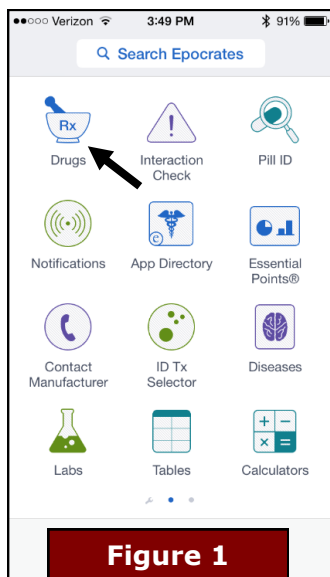 Verizon 3:49 PM 91%
Search Epocrates
Rx
Drugs
Interaction
Check
Pill ID
Notifications
e
App Directory
Essential
Points®
Contact
Manufacturer
ID Tx
Selector
Diseases
Labs
Tables
+ −
× =
Calculators
Figure 1